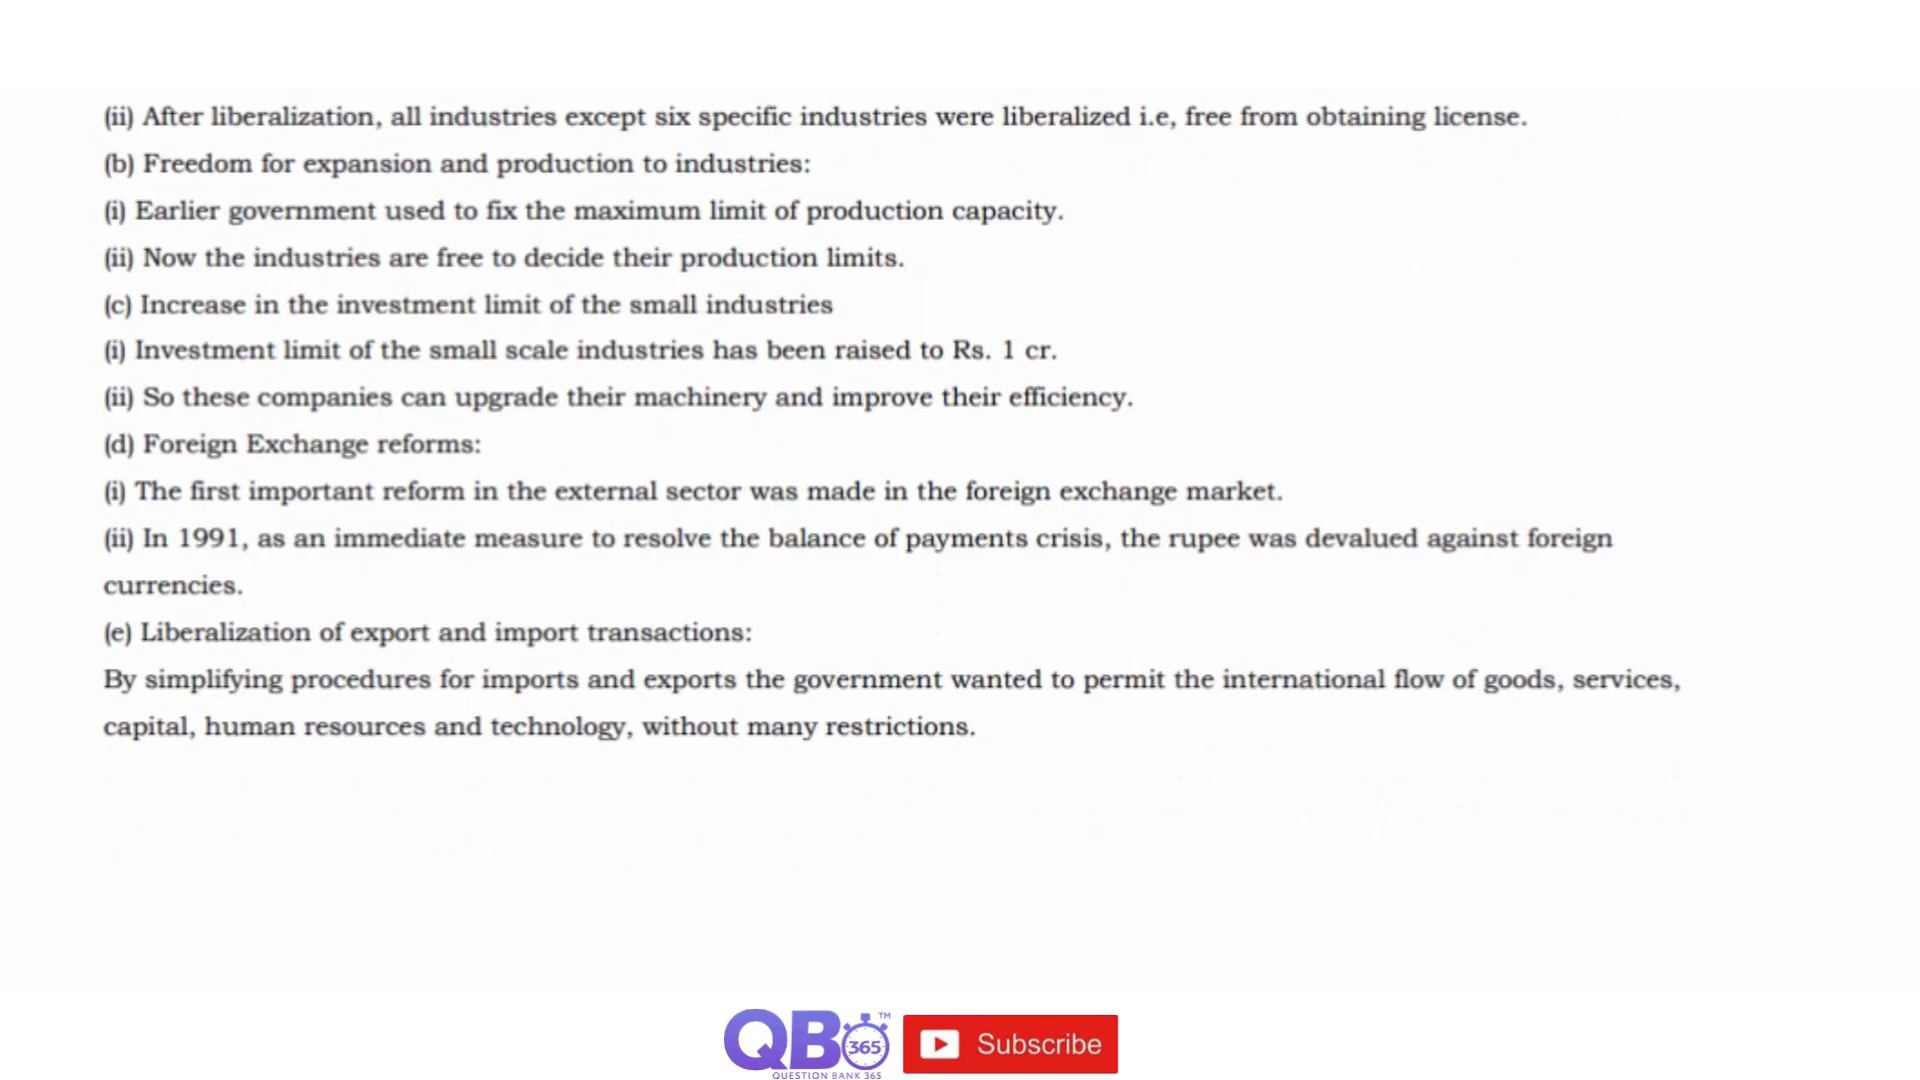 (ii) After liberalization, all industries except six specific industries were liberalized i.e, free from obtaining license.
(b) Freedom for expansion and production to industries:
(i) Earlier government used to fix the maximum limit of production capacity.
(ii) Now the industries are free to decide their production limits.
(c) Increase in the investment limit of the small industries
(i) Investment limit of the small scale industries has been raised to Rs. 1 cr.
(ii) So these companies can upgrade their machinery and improve their efficiency.
(d) Foreign Exchange reforms:
(i) The first important reform in the external sector was made in the foreign exchange market.
(ii) In 1991, as an immediate measure to resolve the balance of payments crisis, the rupee was devalued against foreign
currencies.
(e) Liberalization of export and import transactions:
By simplifying procedures for imports and exports the government wanted to permit the international flow of goods, services,
capital, human resources and technology, without many restrictions.
QB 365 TM
QUESTION BANK 365
Subscribe